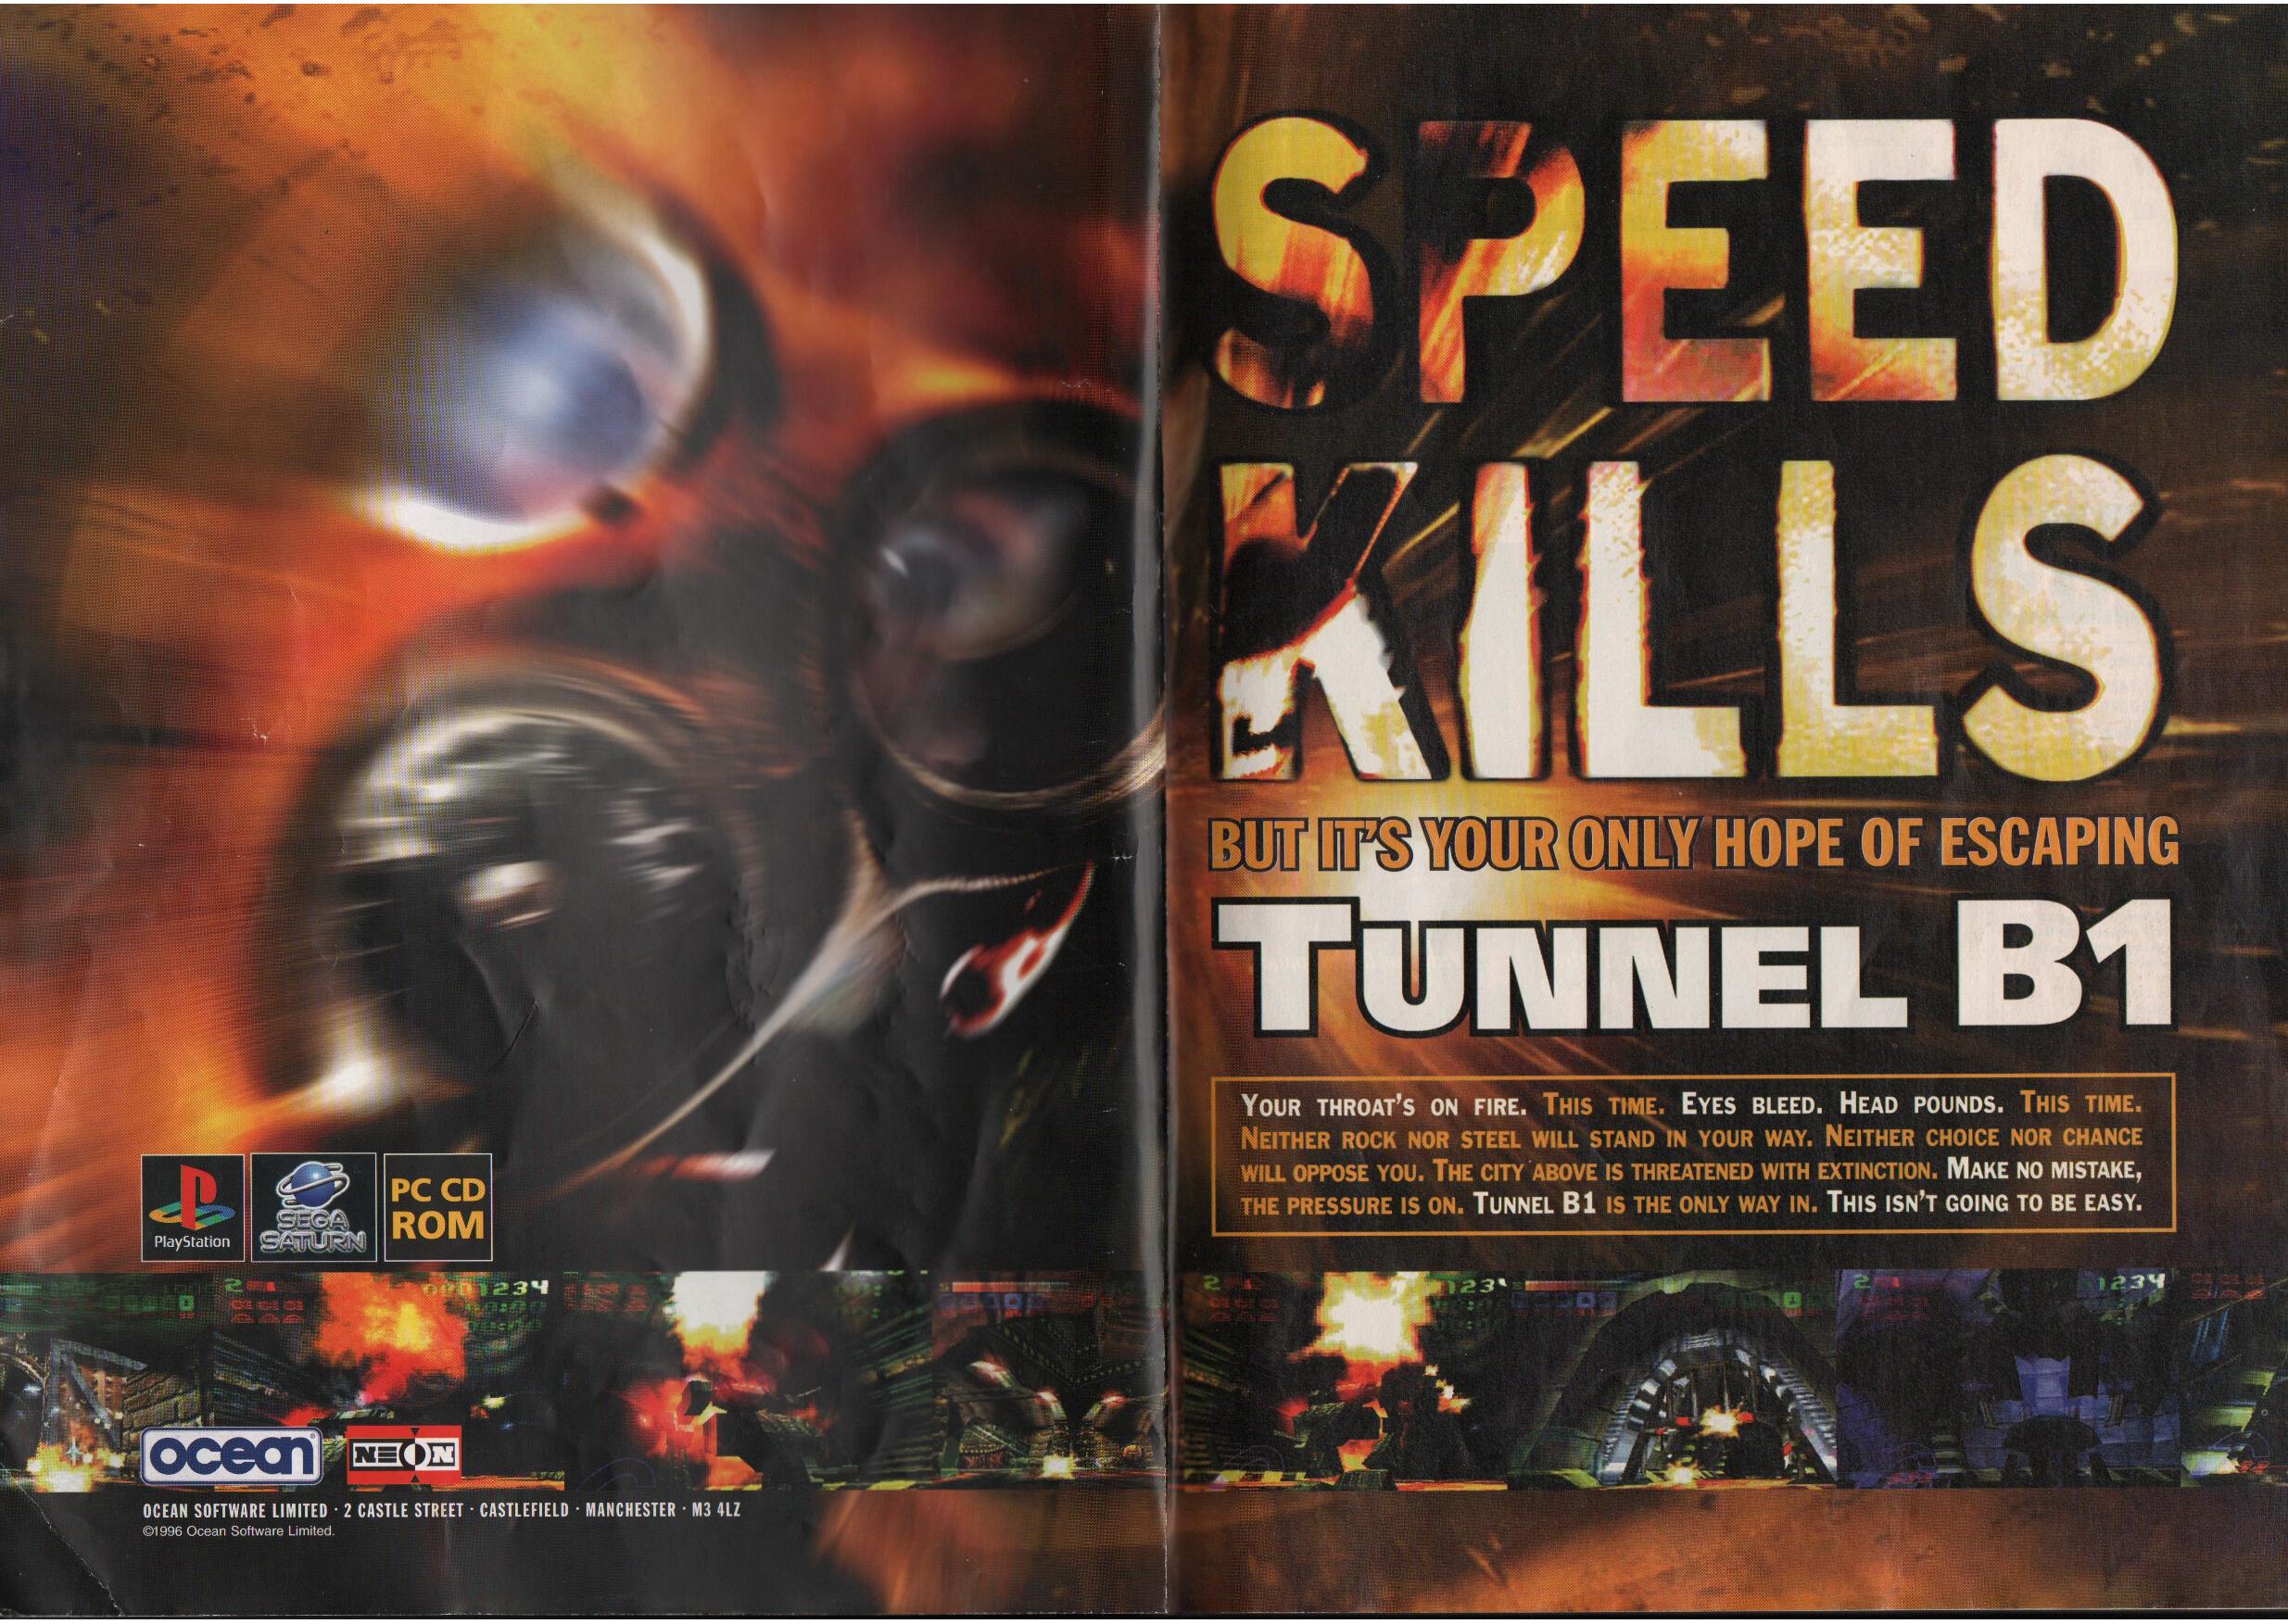 SPEED
KILLS
BUT IT'S YOUR ONLY HOPE OF ESCAPING
TUNNEL B1
YOUR THROAT'S ON FIRE. THIS TIME. EYES BLEED. HEAD POUNDS. THIS TIME.
NEITHER ROCK NOR STEEL WILL STAND IN YOUR WAY. NEITHER CHOICE NOR CHANCE
WILL OPPOSE YOU. THE CITY ABOVE IS THREATENED WITH EXTINCTION. MAKE NO MISTAKE,
THE PRESSURE IS ON. TUNNEL B1 IS THE ONLY WAY IN. THIS ISN'T GOING TO BE EASY.
PlayStation
SEGA
SATURN
PC CD
ROM
2
1234
2
1234
ocean®
NEON
OCEAN SOFTWARE LIMITED · 2 CASTLE STREET · CASTLEFIELD · MANCHESTER · M3 4LZ
©1996 Ocean Software Limited.